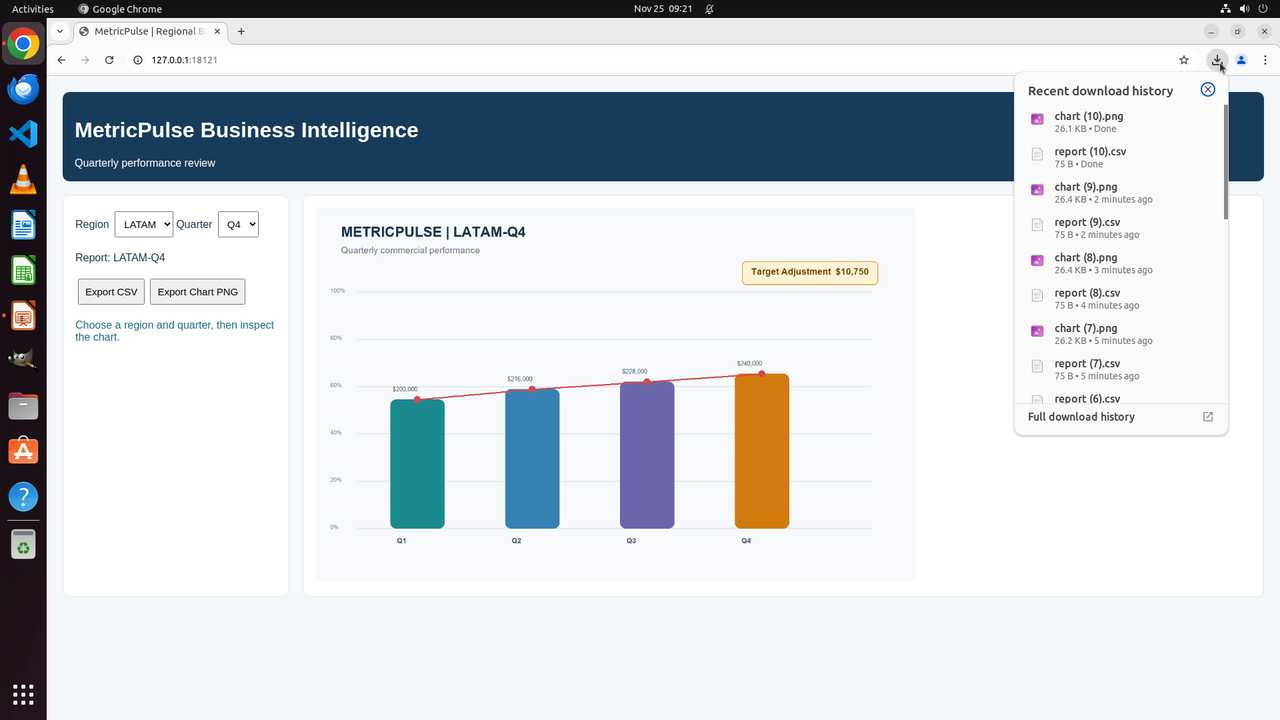 Activities
Google Chrome
Nov 25 09:21
MetricPulse | Regional B
127.0.0.1:18121
MetricPulse Business Intelligence
Quarterly performance review
Region
LATAM
Quarter
Q4
Report: LATAM-Q4
Export CSV
Export Chart PNG
Choose a region and quarter, then inspect
the chart.
METRICPULSE | LATAM-Q4
Quarterly commercial performance
Target Adjustment $10,750
100%
80%
60%
40%
20%
0%
$200,000
$216,000
$228,000
$240,000
Q1
Q2
Q3
Q4
Recent download history
chart (10).png
26.1 KB • Done
report (10).csv
75 B • Done
chart (9).png
26.4 KB • 2 minutes ago
report (9).csv
75 B • 2 minutes ago
chart (8).png
26.4 KB • 3 minutes ago
report (8).csv
75 B • 4 minutes ago
chart (7).png
26.2 KB • 5 minutes ago
report (7).csv
75 B • 5 minutes ago
report (6).csv
Full download history